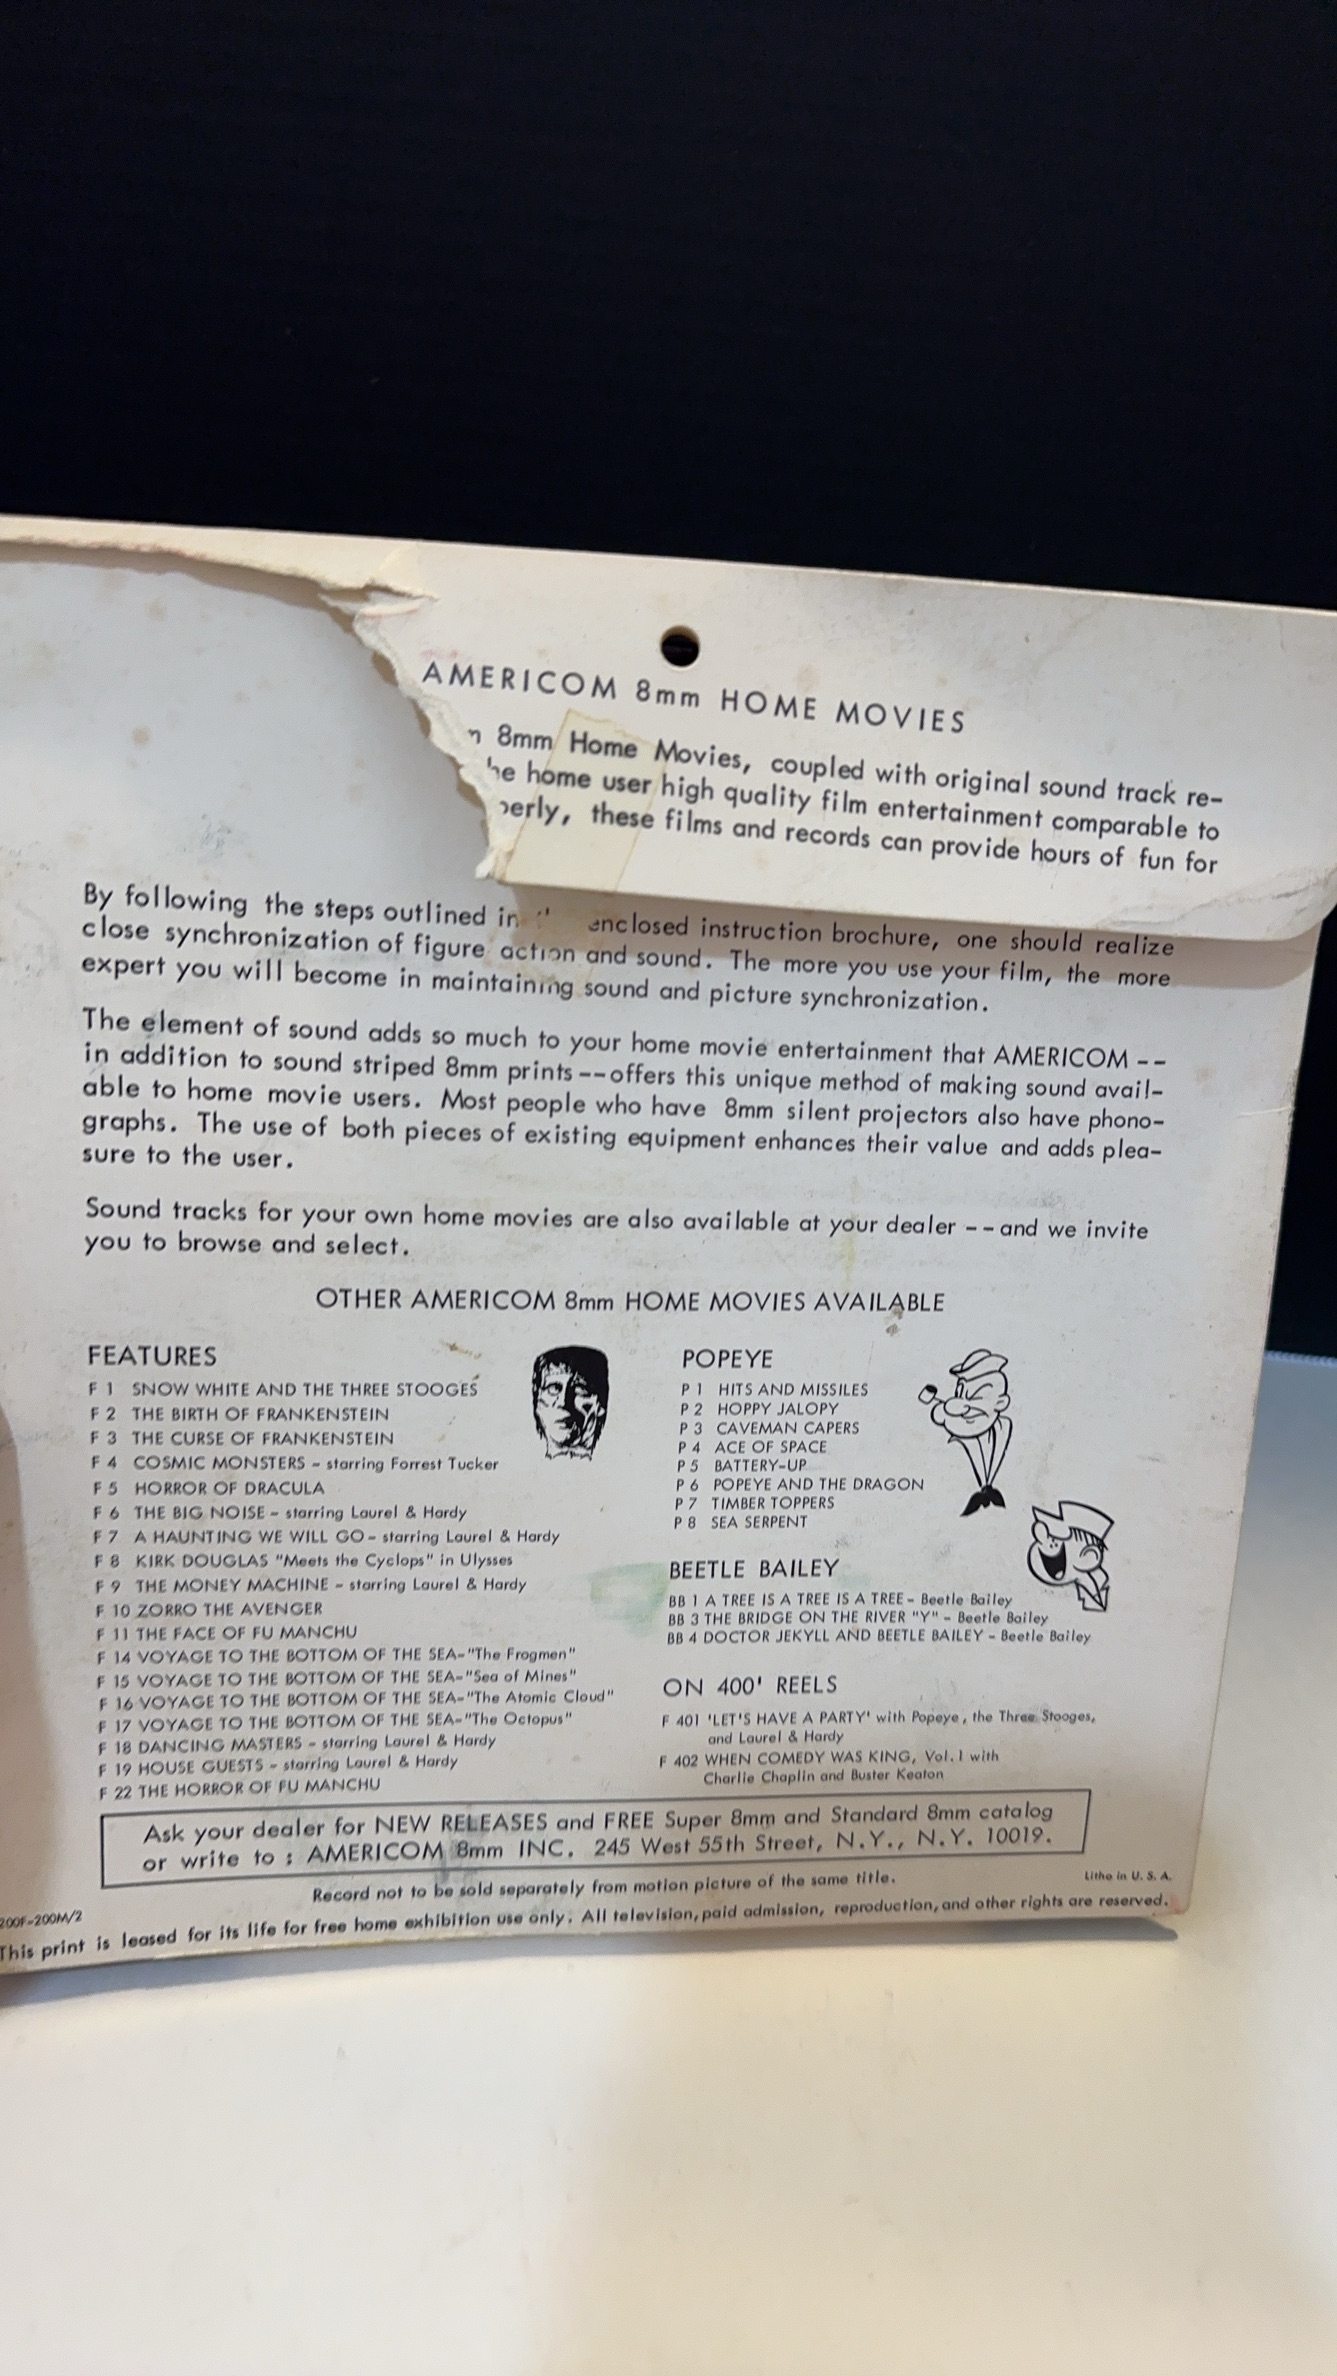 AMERICOM 8mm HOME MOVIES
8mm Home Movies, coupled with original sound track re-
home user high quality film entertainment comparable to
these films and records can provide hours of fun for
By following the steps outlined in enclosed instruction brochure, one should realize
close synchronization of figure action and sound. The more you use your film, the more
expert you will become in maintaining sound and picture synchronization.
The element of sound adds so much to your home movie entertainment that AMERICOM --
in addition to sound striped 8mm prints -- offers this unique method of making sound avail-
able to home movie users. Most people who have 8mm silent projectors also have phono-
graphs. The use of both pieces of existing equipment enhances their value and adds plea-
sure to the user.
Sound tracks for your own home movies are also available at your dealer -- and we invite
you to browse and select.
OTHER AMERICOM 8mm HOME MOVIES AVAILABLE
FEATURES
F 1 SNOW WHITE AND THE THREE STOOGES
F 2 THE BIRTH OF FRANKENSTEIN
F 3 THE CURSE OF FRANKENSTEIN
F 4 COSMIC MONSTERS - starring Forrest Tucker
F 5 HORROR OF DRACULA
F 6 THE BIG NOISE - starring Laurel & Hardy
F 7 A HAUNTING WE WILL GO - starring Laurel & Hardy
F 8 KIRK DOUGLAS "Meets the Cyclops" in Ulysses
F 9 THE MONEY MACHINE - starring Laurel & Hardy
F 10 ZORRO THE AVENGER
F 11 THE FACE OF FU MANCHU
F 14 VOYAGE TO THE BOTTOM OF THE SEA-"The Frogmen"
F 15 VOYAGE TO THE BOTTOM OF THE SEA-"Sea of Mines"
F 16 VOYAGE TO THE BOTTOM OF THE SEA-"The Atomic Cloud"
F 17 VOYAGE TO THE BOTTOM OF THE SEA-"The Octopus"
F 18 DANCING MASTERS - starring Laurel & Hardy
F 19 HOUSE GUESTS - starring Laurel & Hardy
F 22 THE HORROR OF FU MANCHU
POPEYE
P 1 HITS AND MISSILES
P 2 HOPPY JALOPY
P 3 CAVEMAN CAPERS
P 4 ACE OF SPACE
P 5 BATTERY-UP
P 6 POPEYE AND THE DRAGON
P 7 TIMBER TOPPERS
P 8 SEA SERPENT
BEETLE BAILEY
BB 1 A TREE IS A TREE IS A TREE - Beetle Bailey
BB 3 THE BRIDGE ON THE RIVER "Y" - Beetle Bailey
BB 4 DOCTOR JEKYLL AND BEETLE BAILEY - Beetle Bailey
ON 400' REELS
F 401 'LET'S HAVE A PARTY' with Popeye, the Three Stooges,
and Laurel & Hardy
F 402 WHEN COMEDY WAS KING, Vol. I with
Charlie Chaplin and Buster Keaton
Ask your dealer for NEW RELEASES and FREE Super 8mm and Standard 8mm catalog
or write to : AMERICOM 8mm INC. 245 West 55th Street, N.Y., N.Y. 10019.
Record not to be sold separately from motion picture of the same title.
Litho in U. S. A.
200F-200M/2
This print is leased for its life for free home exhibition use only. All television, paid admission, reproduction, and other rights are reserved.